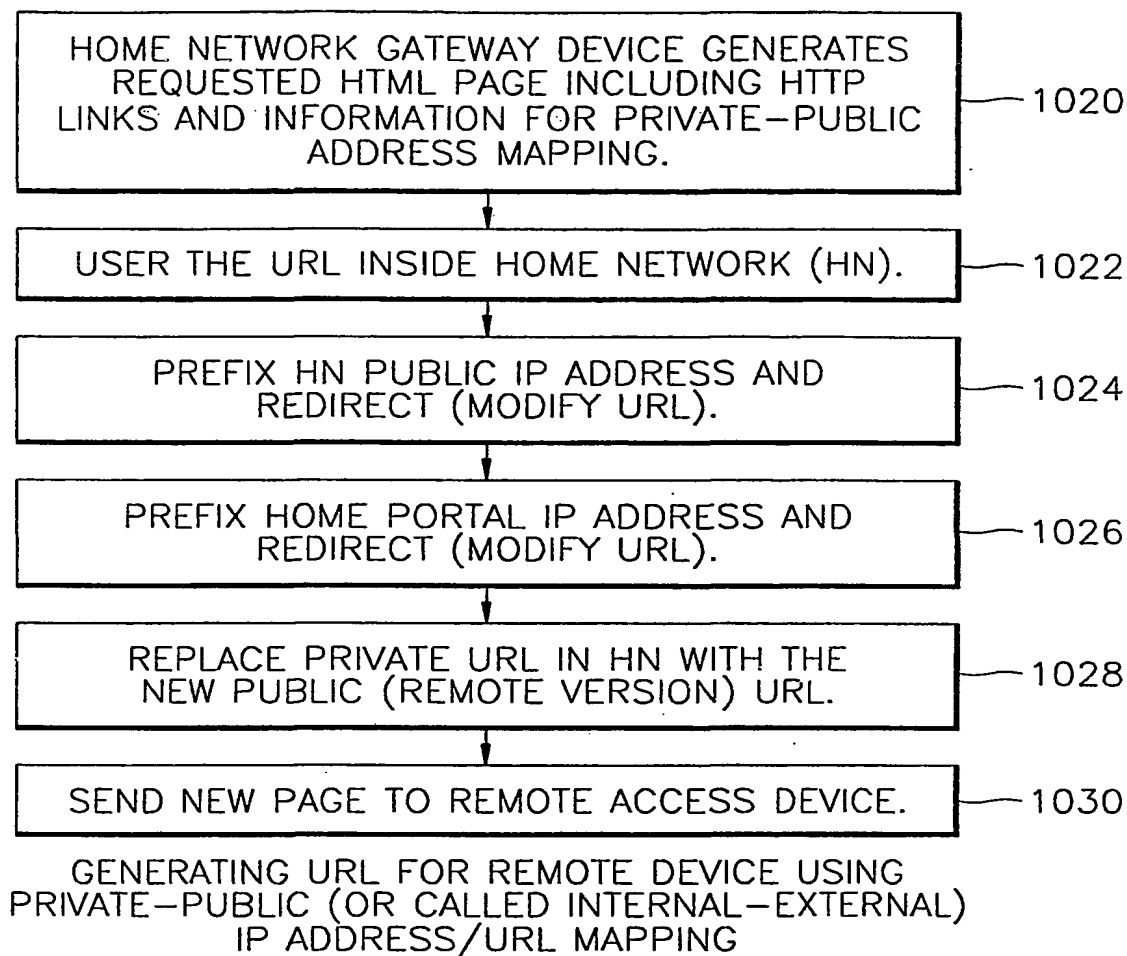 HOME NETWORK GATEWAY DEVICE GENERATES
REQUESTED HTML PAGE INCLUDING HTTP
LINKS AND INFORMATION FOR PRIVATE-PUBLIC
ADDRESS MAPPING.
1020
USER THE URL INSIDE HOME NETWORK (HN).
1022
PREFIX HN PUBLIC IP ADDRESS AND
REDIRECT (MODIFY URL).
1024
PREFIX HOME PORTAL IP ADDRESS AND
REDIRECT (MODIFY URL).
1026
REPLACE PRIVATE URL IN HN WITH THE
NEW PUBLIC (REMOTE VERSION) URL.
1028
SEND NEW PAGE TO REMOTE ACCESS DEVICE.
1030
GENERATING URL FOR REMOTE DEVICE USING
PRIVATE-PUBLIC (OR CALLED INTERNAL-EXTERNAL)
IP ADDRESS/URL MAPPING